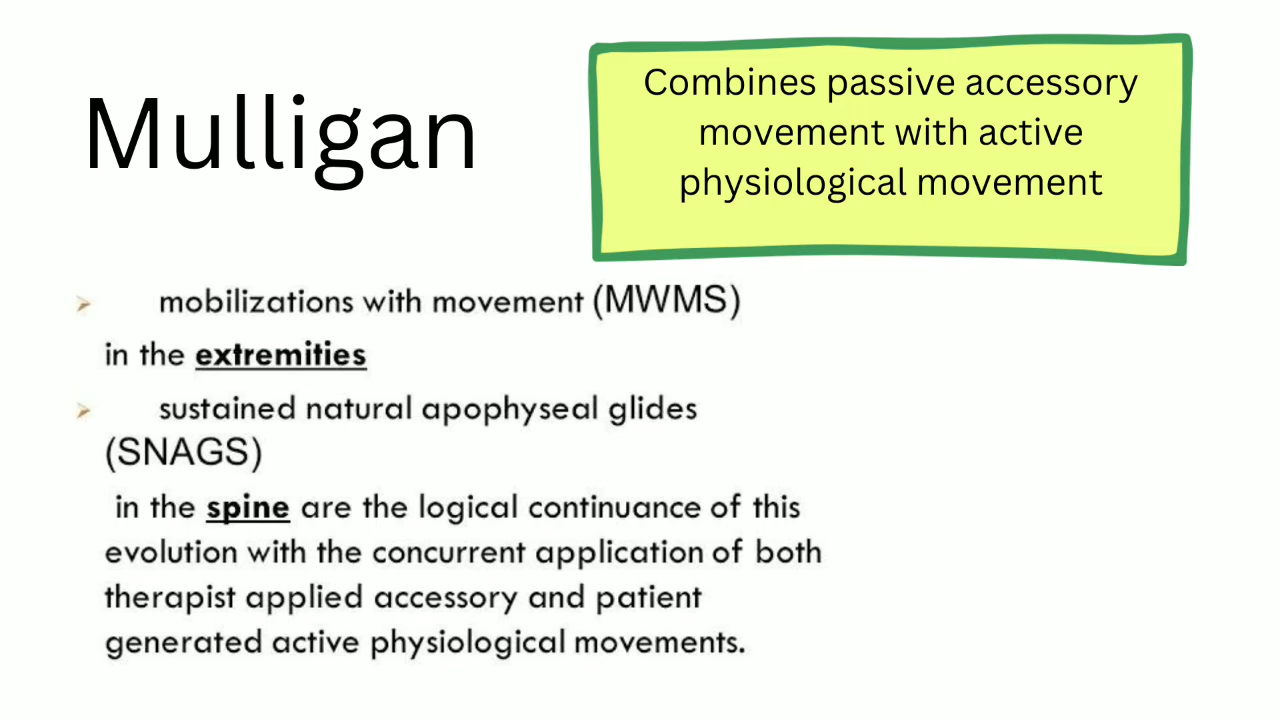 Mulligan
Combines passive accessory
movement with active
physiological movement
mobilizations with movement (MWMS)
in the extremities
sustained natural apophyseal glides
(SNAGS)
in the spine are the logical continuance of this
evolution with the concurrent application of both
therapist applied accessory and patient
generated active physiological movements.